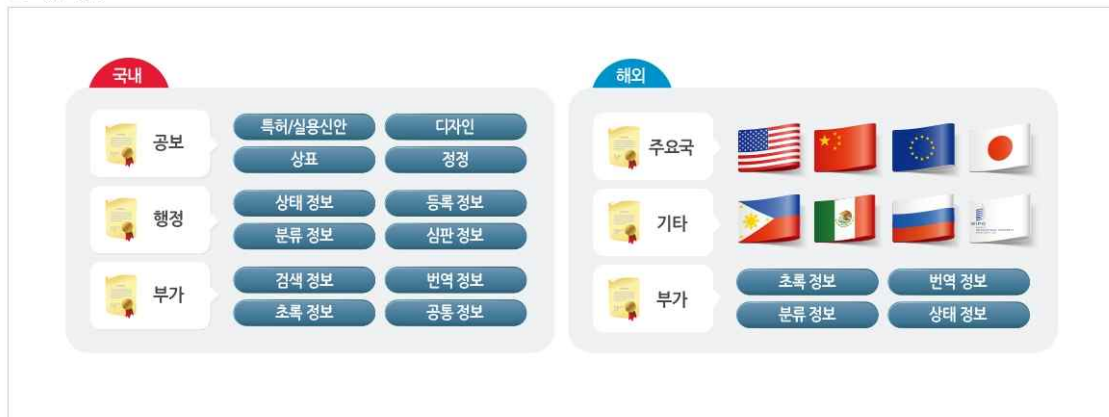 국내
공보
특허/실용신안
디자인
상표
정정
행정
상태 정보
등록 정보
분류 정보
심판 정보
부가
검색 정보
번역 정보
초록 정보
공통 정보
해외
주요국
기타
부가
초록 정보
번역 정보
분류 정보
상태 정보